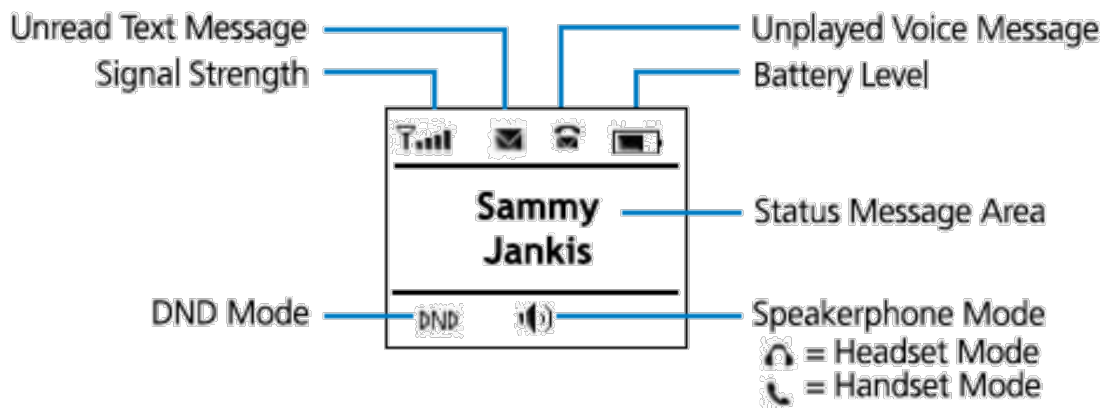 Unread Text Message
Unplayed Voice Message
Signal Strength
Battery Level
Sammy
Jankis
Status Message Area
DND Mode
DND
Speakerphone Mode
= Headset Mode
= Handset Mode